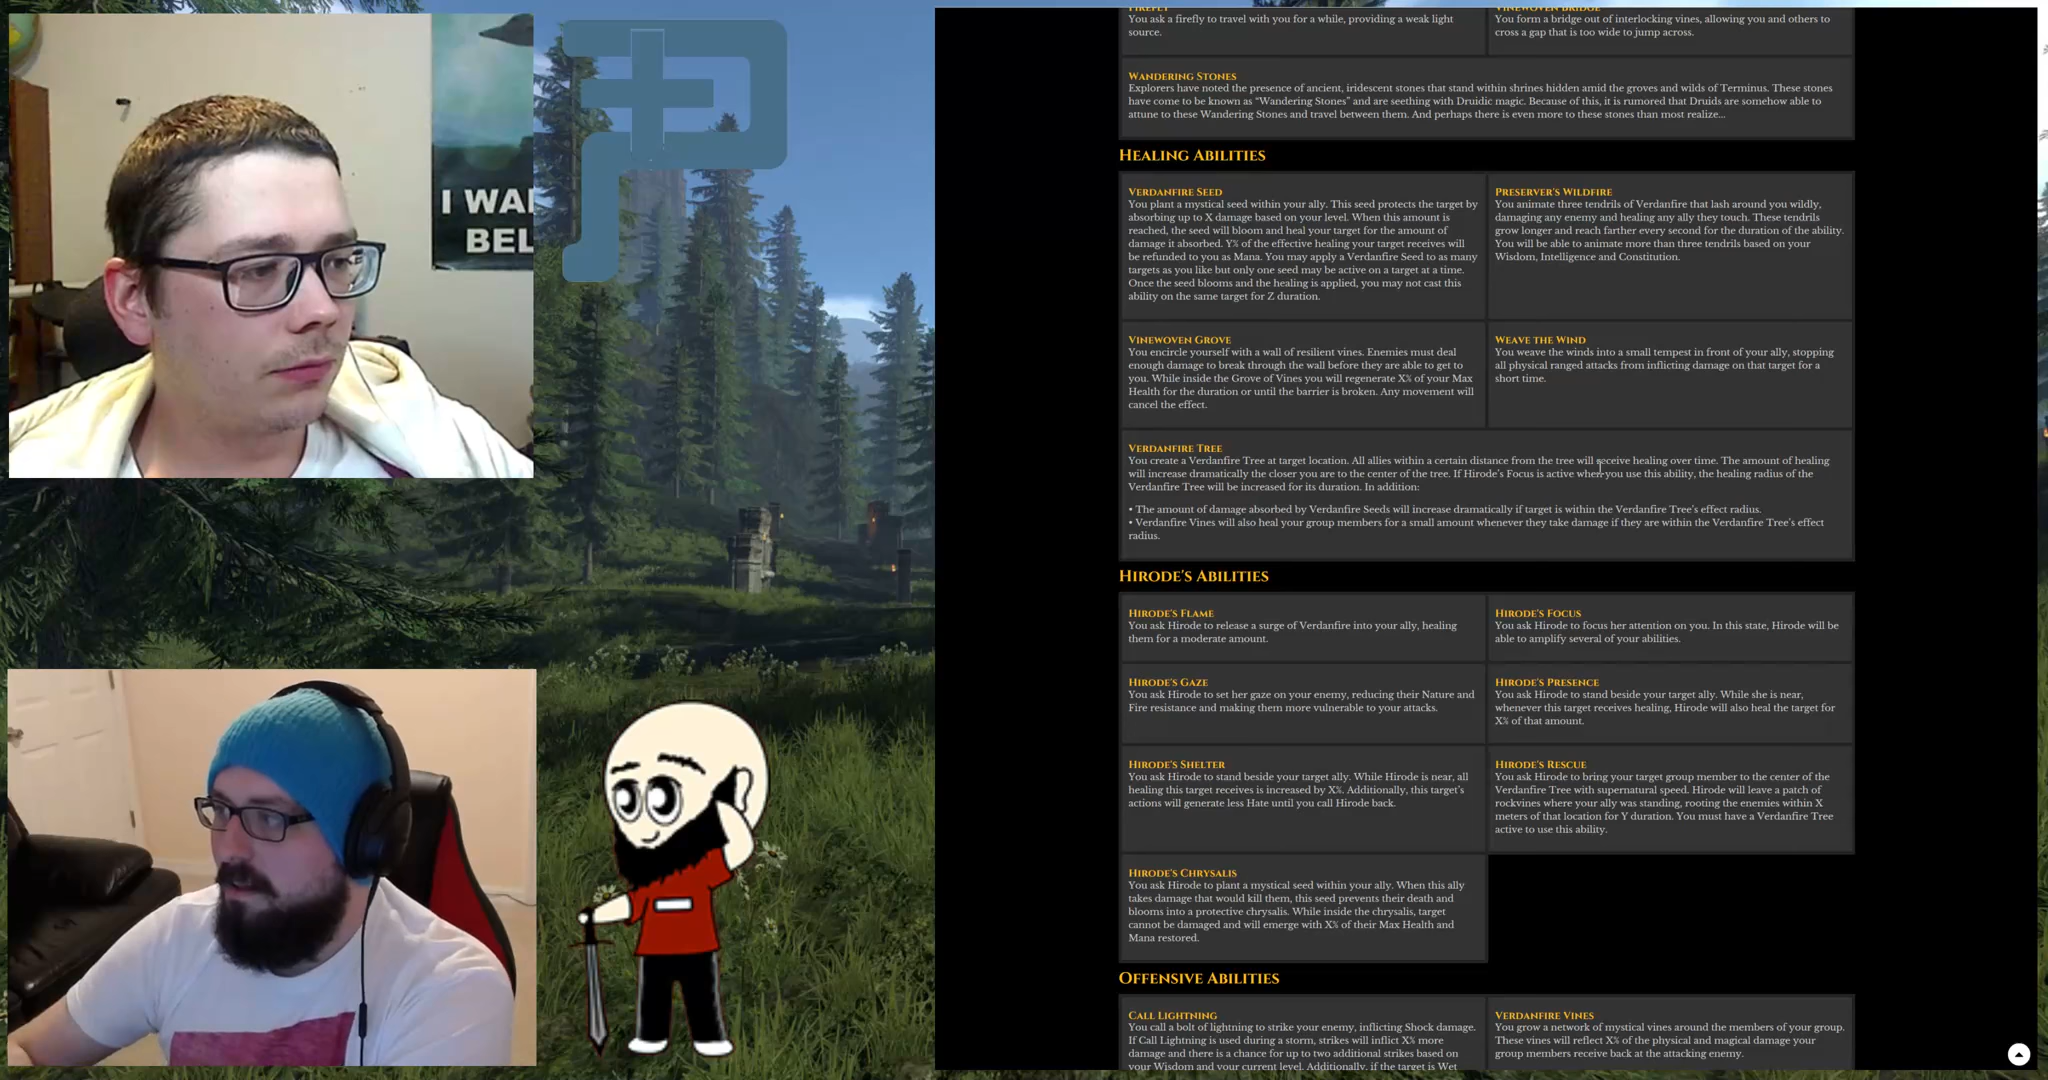 I WA
BEL
FIREFLY
You ask a firefly to travel with you for a while, providing a weak light
source.
VINEWOVEN BRIDGE
You form a bridge out of interlocking vines, allowing you and others to
cross a gap that is too wide to jump across.
WANDERING STONES
Explorers have noted the presence of ancient, iridescent stones that stand within shrines hidden amid the groves and wilds of Terminus. These stones
have come to be known as “Wandering Stones” and are seething with Druidic magic. Because of this, it is rumored that Druids are somehow able to
attune to these Wandering Stones and travel between them. And perhaps there is even more to these stones than most realize...
HEALING ABILITIES
VERDANFIRE SEED
You plant a mystical seed within your ally. This seed protects the target by
absorbing up to X damage based on your level. When this amount is
reached, the seed will bloom and heal your target for the amount of
damage it absorbed. Y% of the effective healing your target receives will
be refunded to you as Mana. You may apply a Verdanfire Seed to as many
targets as you like but only one seed may be active on a target at a time.
Once the seed blooms and the healing is applied, you may not cast this
ability on the same target for Z duration.
PRESERVER'S WILDFIRE
You animate three tendrils of Verdanfire that lash around you wildly,
damaging any enemy and healing any ally they touch. These tendrils
grow longer and reach farther every second for the duration of the ability.
You will be able to animate more than three tendrils based on your
Wisdom, Intelligence and Constitution.
VINEWOVEN GROVE
You encircle yourself with a wall of resilient vines. Enemies must deal
enough damage to break through the wall before they are able to get to
you. While inside the Grove of Vines you will regenerate X% of your Max
Health for the duration or until the barrier is broken. Any movement will
cancel the effect.
WEAVE THE WIND
You weave the winds into a small tempest in front of your ally, stopping
all physical ranged attacks from inflicting damage on that target for a
short time.
VERDANFIRE TREE
You create a Verdanfire Tree at target location. All allies within a certain distance from the tree will receive healing over time. The amount of healing
will increase dramatically the closer you are to the center of the tree. If Hirode's Focus is active when you use this ability, the healing radius of the
Verdanfire Tree will be increased for its duration. In addition:
• The amount of damage absorbed by Verdanfire Seeds will increase dramatically if target is within the Verdanfire Tree's effect radius.
• Verdanfire Vines will also heal your group members for a small amount whenever they take damage if they are within the Verdanfire Tree's effect
radius.
HIRODE'S ABILITIES
HIRODE'S FLAME
You ask Hirode to release a surge of Verdanfire into your ally, healing
them for a moderate amount.
HIRODE'S FOCUS
You ask Hirode to focus her attention on you. In this state, Hirode will be
able to amplify several of your abilities.
HIRODE'S GAZE
You ask Hirode to set her gaze on your enemy, reducing their Nature and
Fire resistance and making them more vulnerable to your attacks.
HIRODE'S PRESENCE
You ask Hirode to stand beside your target ally. While she is near,
whenever this target receives healing, Hirode will also heal the target for
X% of that amount.
HIRODE'S SHELTER
You ask Hirode to stand beside your target ally. While Hirode is near, all
healing this target receives is increased by X%. Additionally, this target's
actions will generate less Hate until you call Hirode back.
HIRODE'S RESCUE
You ask Hirode to bring your target group member to the center of the
Verdanfire Tree with supernatural speed. Hirode will leave a patch of
rockvines where your ally was standing, rooting the enemies within X
meters of that location for Y duration. You must have a Verdanfire Tree
active to use this ability.
HIRODE'S CHRYSALIS
You ask Hirode to plant a mystical seed within your ally. When this ally
takes damage that would kill them, this seed prevents their death and
blooms into a protective chrysalis. While inside the chrysalis, target
cannot be damaged and will emerge with X% of their Max Health and
Mana restored.
OFFENSIVE ABILITIES
CALL LIGHTNING
You call a bolt of lightning to strike your enemy, inflicting Shock damage.
If Call Lightning is used during a storm, strikes will inflict X% more
damage and there is a chance for up to two additional strikes based on
your Wisdom and your current level. Additionally, if the target is Wet
VERDANFIRE VINES
You grow a network of mystical vines around the members of your group.
These vines will reflect X% of the physical and magical damage your
group members receive back at the attacking enemy.